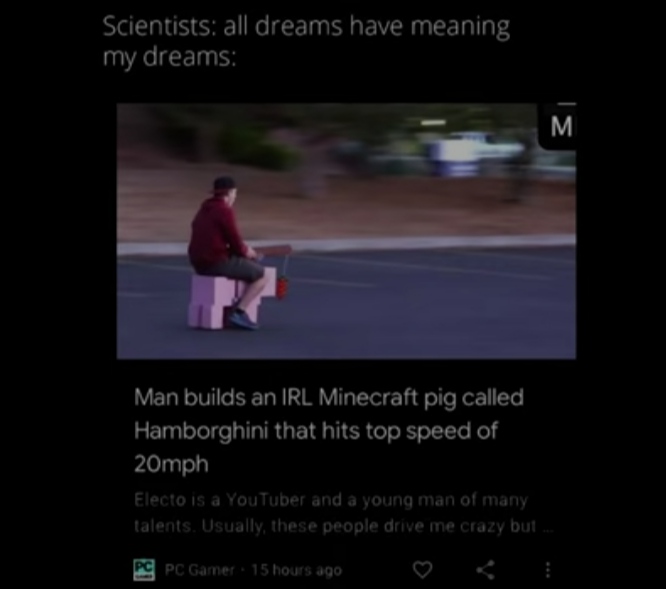 Scientists: all dreams have meaning
my dreams:
M
Man builds an IRL Minecraft pig called
Hamborghini that hits top speed of
20mph
Electo is a YouTuber and a young man of many
talents. Usually, these people drive me crazy but ...
PC
GAMER
PC Gamer · 15 hours ago